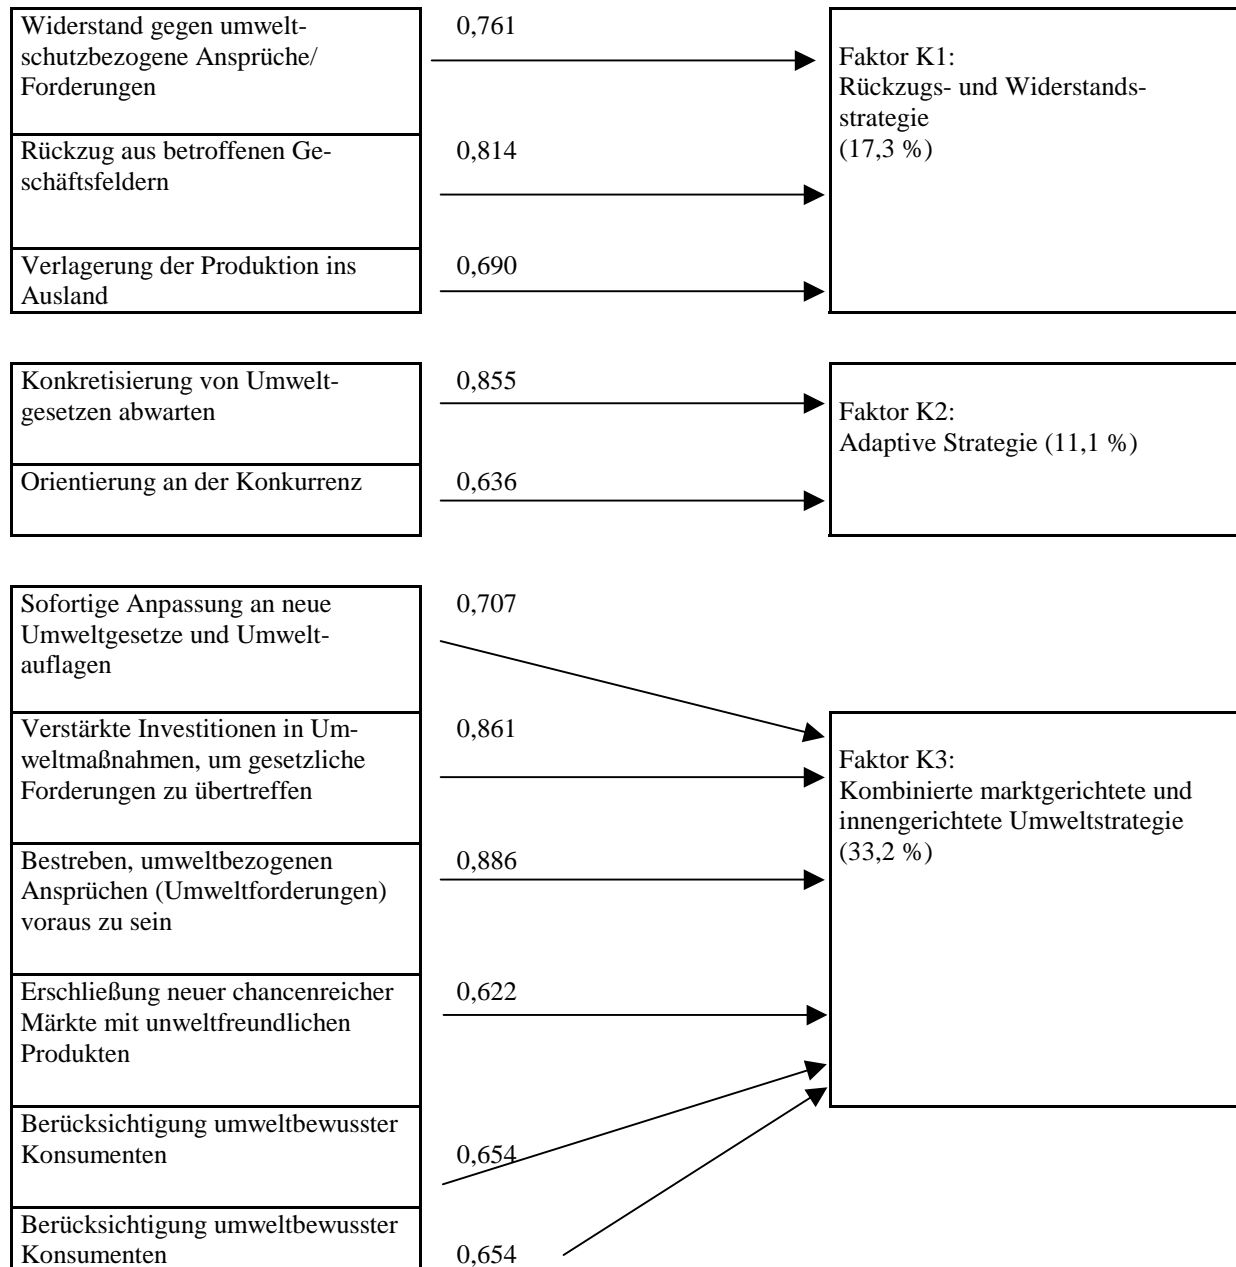 Widerstand gegen umwelt-
schutzbezogene Ansprüche/
Forderungen
0,761
Faktor K1:
Rückzugs- und Widerstands-
strategie
(17,3 %)
Rückzug aus betroffenen Ge-
schäftsfeldern
0,814
Verlagerung der Produktion ins
Ausland
0,690
Konkretisierung von Umwelt-
gesetzen abwarten
0,855
Faktor K2:
Adaptive Strategie (11,1 %)
Orientierung an der Konkurrenz
0,636
Sofortige Anpassung an neue
Umweltgesetze und Umwelt-
auflagen
0,707
Verstärkte Investitionen in Um-
weltmaßnahmen, um gesetzliche
Forderungen zu übertreffen
0,861
Faktor K3:
Kombinierte marktgerichtete und
innengerichtete Umweltstrategie
(33,2 %)
Bestreben, umweltbezogenen
Ansprüchen (Umweltforderungen)
voraus zu sein
0,886
Erschließung neuer chancenreicher
Märkte mit unweltfreundlichen
Produkten
0,622
Berücksichtigung umweltbewusster
Konsumenten
0,654
Berücksichtigung umweltbewusster
Konsumenten
0,654